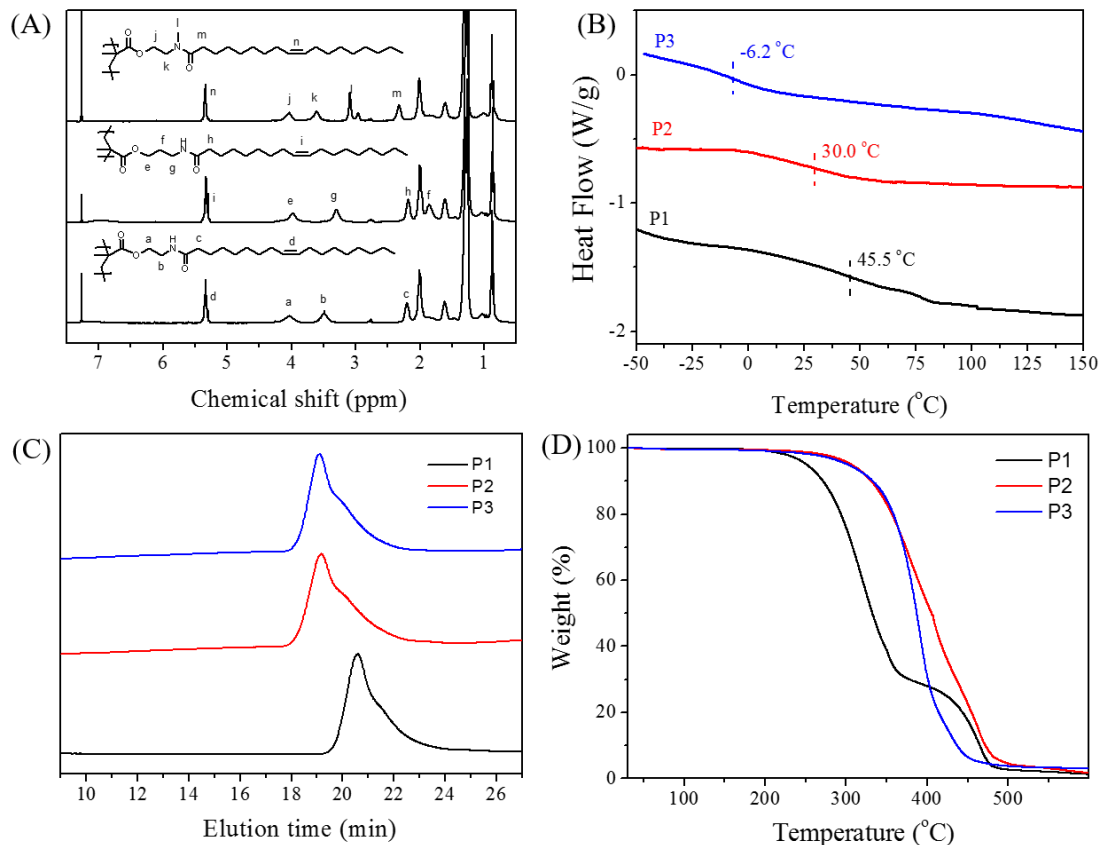 (A)
l
j
n
O
N
m
O
O
k
n
j
k
l
m
f
H
N
h
i
O
O
e
g
O
i
e
g
h
f
H
O
a
N
c
d
O
b
O
d
a
b
c
7
6
5
4
3
2
1
Chemical shift (ppm)
(B)
P3
-6.2 °C
P2
30.0 °C
P1
45.5 °C
0
-1
-2
Heat Flow (W/g)
-50
-25
0
25
50
75
100
125
150
Temperature (°C)
(C)
P1
P2
P3
10
12
14
16
18
20
22
24
26
Elution time (min)
(D)
P1
P2
P3
100
80
60
40
20
0
Weight (%)
100
200
300
400
500
Temperature (°C)